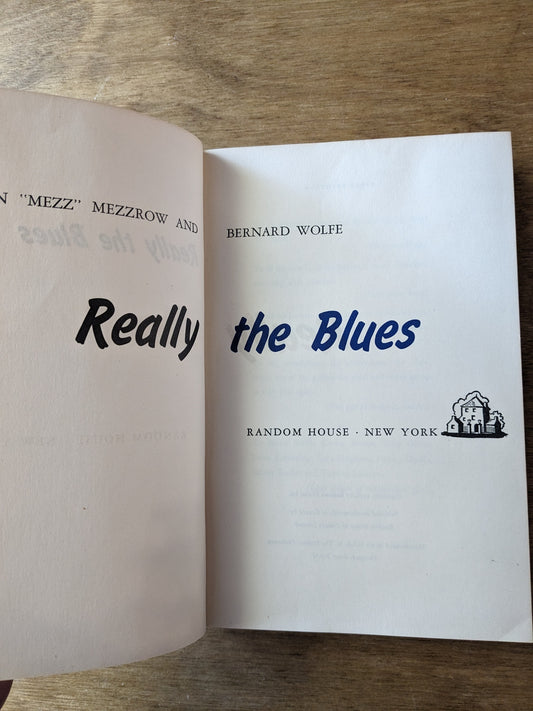 N "MEZZ" MEZZROW AND BERNARD WOLFE
Really the Blues
RANDOM HOUSE · NEW YORK